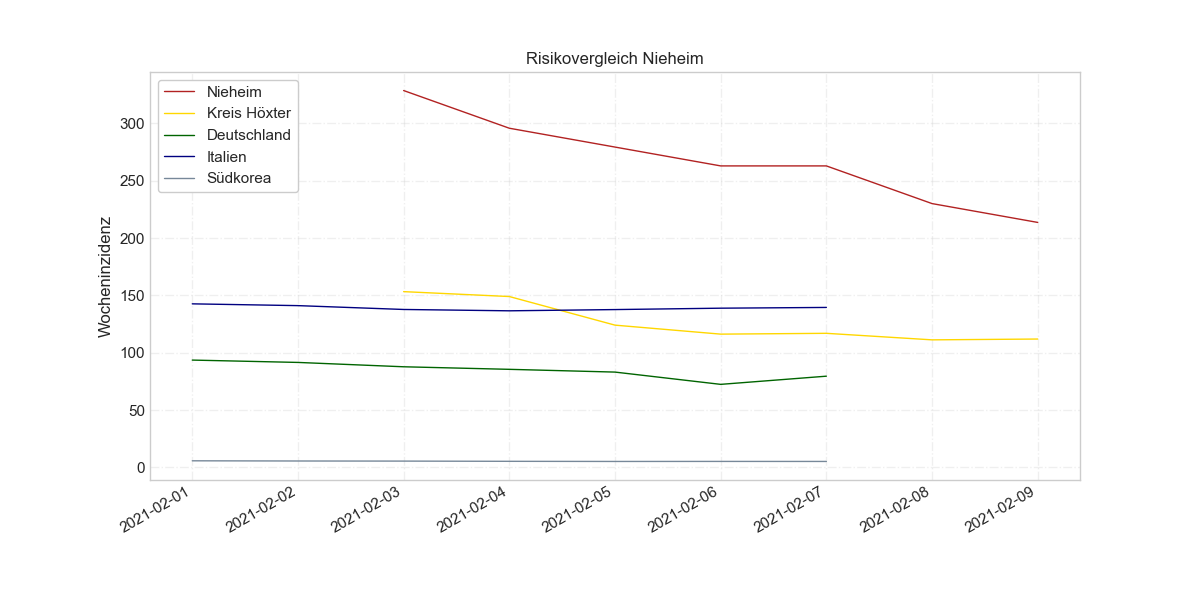 Risikovergleich Nieheim
Nieheim
Kreis Höxter
Deutschland
Italien
Südkorea
Wocheninzidenz
300
250
200
150
100
50
0
2021-02-01
2021-02-02
2021-02-03
2021-02-04
2021-02-05
2021-02-06
2021-02-07
2021-02-08
2021-02-09